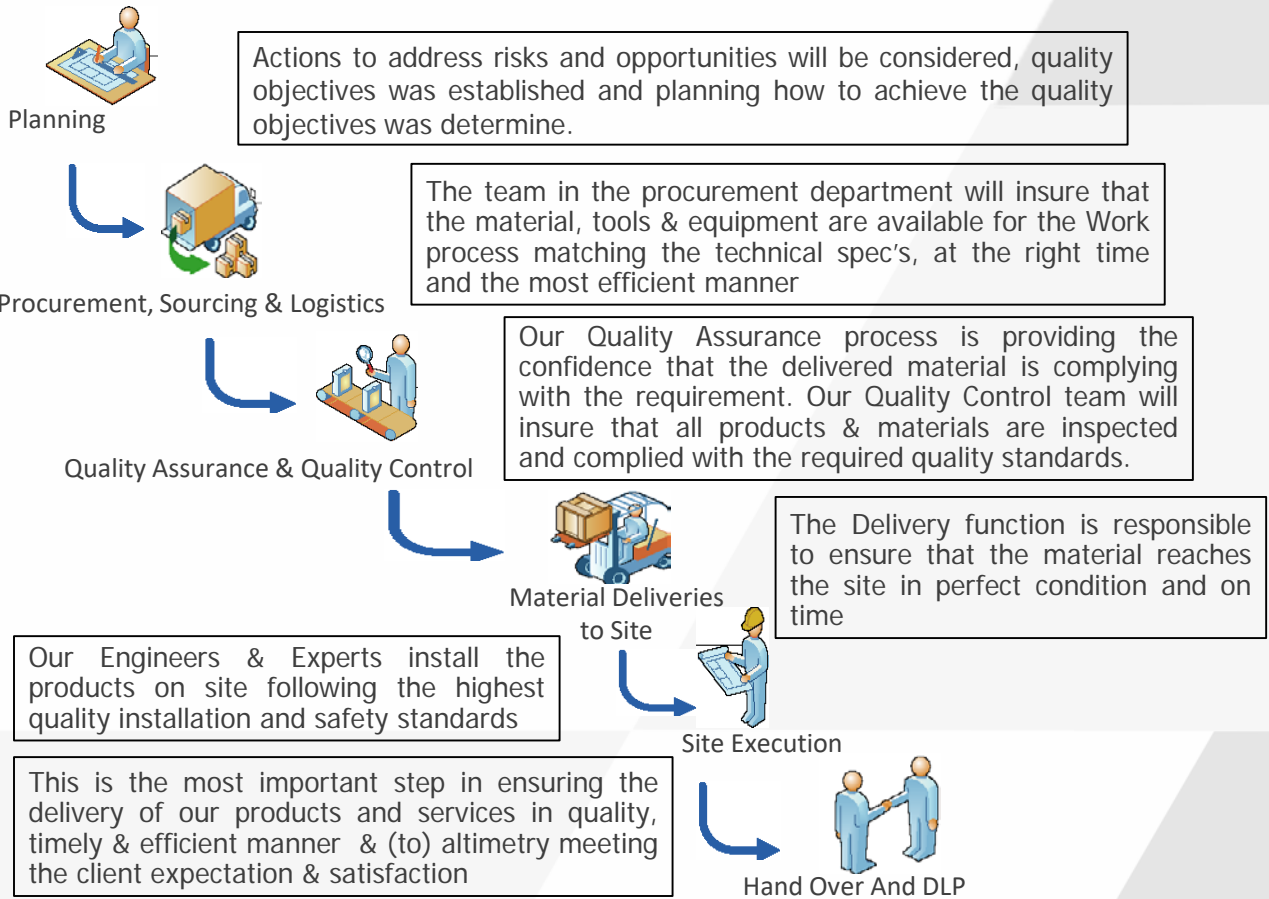 Planning
Actions to address risks and opportunities will be considered, quality
objectives was established and planning how to achieve the quality
objectives was determine.
Procurement, Sourcing & Logistics
The team in the procurement department will insure that
the material, tools & equipment are available for the Work
process matching the technical spec's, at the right time
and the most efficient manner
Quality Assurance & Quality Control
Our Quality Assurance process is providing the
confidence that the delivered material is complying
with the requirement. Our Quality Control team will
insure that all products & materials are inspected
and complied with the required quality standards.
Material Deliveries
to Site
The Delivery function is responsible
to ensure that the material reaches
the site in perfect condition and on
time
Our Engineers & Experts install the
products on site following the highest
quality installation and safety standards
Site Execution
This is the most important step in ensuring the
delivery of our products and services in quality,
timely & efficient manner & (to) altimetry meeting
the client expectation & satisfaction
Hand Over And DLP